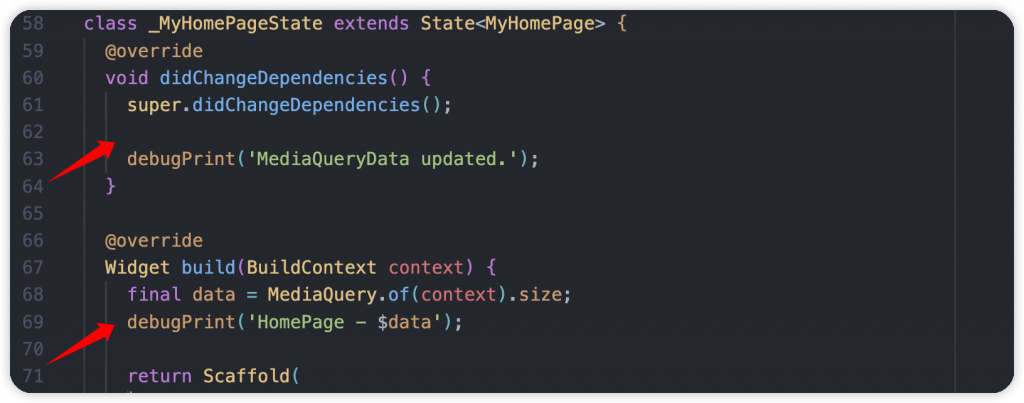 58 class _MyHomePageState extends State<MyHomePage> {
59 @override
60 void didChangeDependencies() {
61 super.didChangeDependencies();
62
63 debugPrint('MediaQueryData updated.');
64 }
65
66 @override
67 Widget build(BuildContext context) {
68 final data = MediaQuery.of(context).size;
69 debugPrint('HomePage - $data');
70
71 return Scaffold(